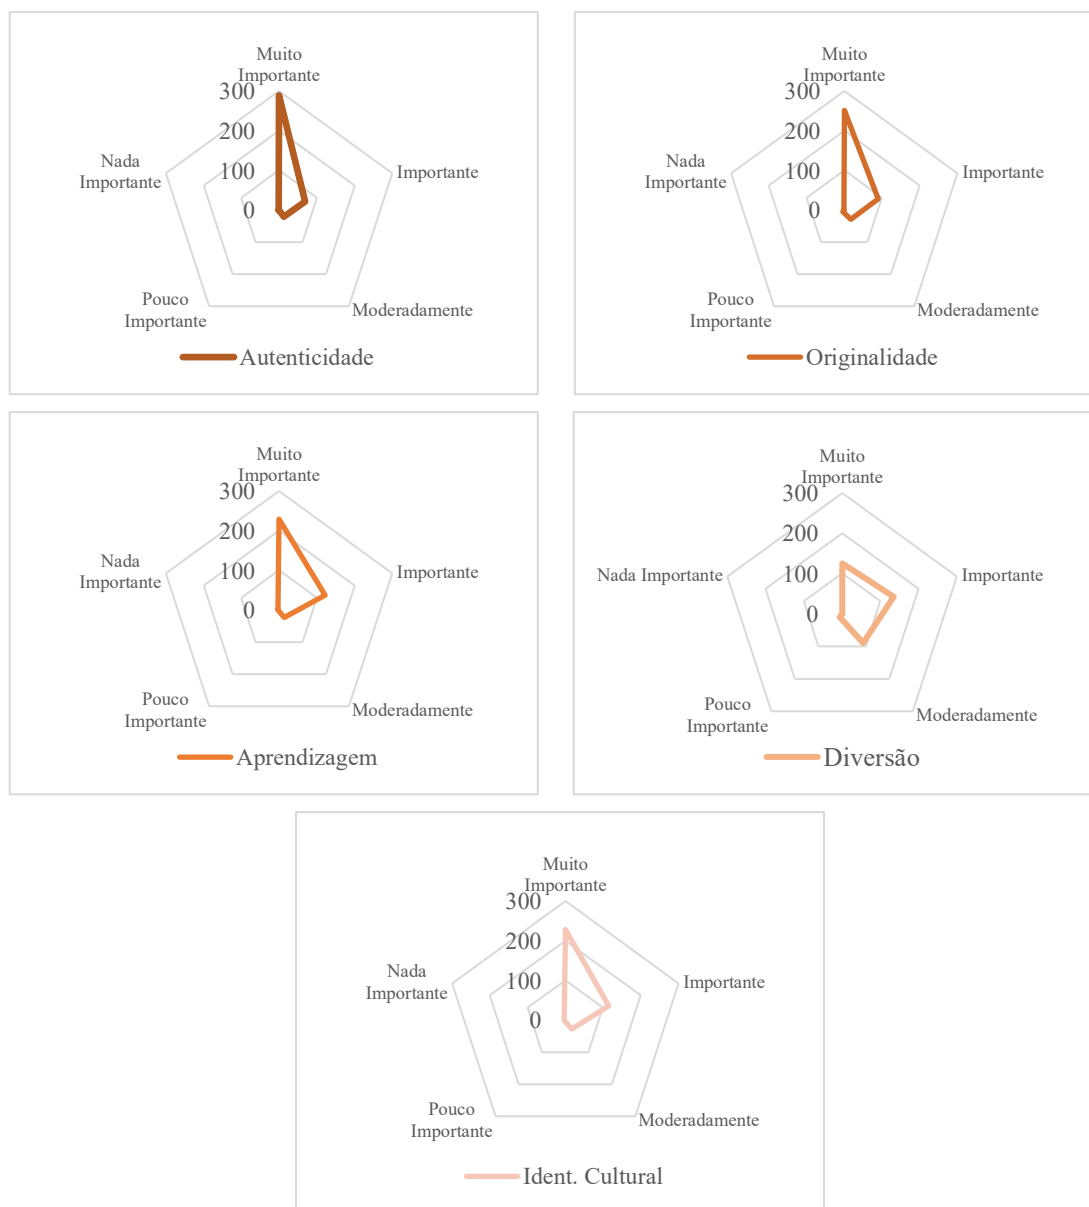 Muito
Importante
300
200
100
0
Nada
Importante
Importante
Pouco
Importante
Moderadamente
Autenticidade
Muito
Importante
300
200
100
0
Nada
Importante
Importante
Pouco
Importante
Moderadamente
Originalidade
Muito
Importante
300
200
100
0
Nada
Importante
Importante
Pouco
Importante
Moderadamente
Aprendizagem
Muito
Importante
300
200
100
0
Nada Importante
Importante
Pouco
Importante
Moderadamente
Diversão
Muito
Importante
300
200
100
0
Nada
Importante
Importante
Pouco
Importante
Moderadamente
Ident. Cultural